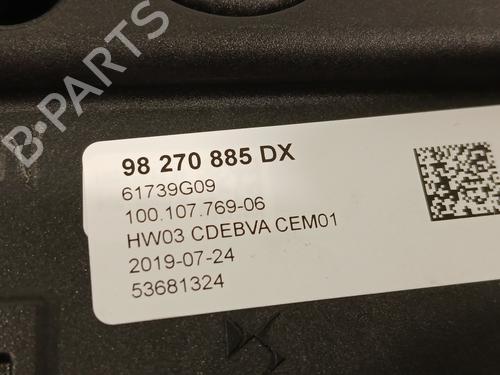 98 270 885 DX
61739G09
100.107.769-06
HW03 CDEBVA CEM01
2019-07-24
53681324
B-PARTS